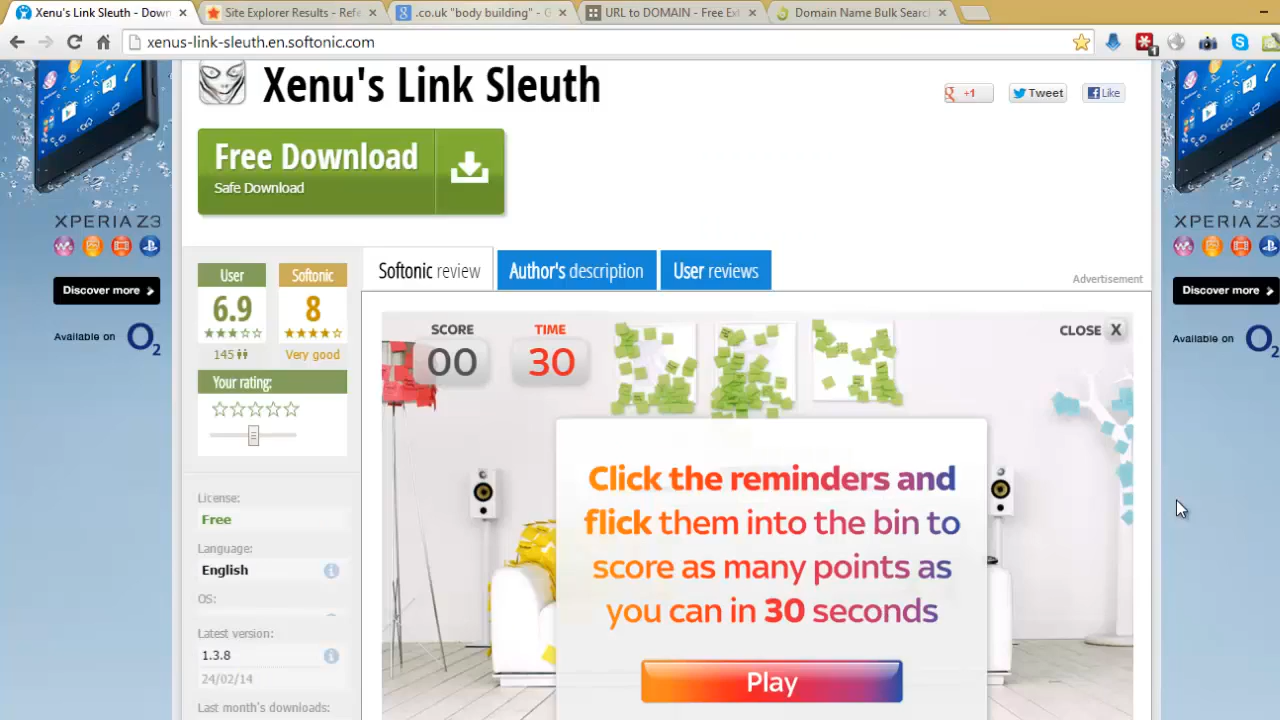 Xenu's Link Sleuth - Down
Site Explorer Results - Refe
.co.uk "body building" - G
URL to DOMAIN - Free Ex
Domain Name Bulk Searc
xenus-link-sleuth.en.softonic.com
1
Xenu's Link Sleuth
+1
Tweet
Like
Free Download
Safe Download
XPERIA Z3
XPERIA Z3
Discover more
Discover more
Available on O2
Available on O2
Softonic review
Author's description
User reviews
Advertisement
User
Softonic
6.9
8
145
Very good
Your rating:
SCORE
TIME
CLOSE X
00
30
Click the reminders and
flick them into the bin to
score as many points as
you can in 30 seconds
Play
License:
Free
Language:
English
OS:
Latest version:
1.3.8
24/02/14
Last month's downloads: